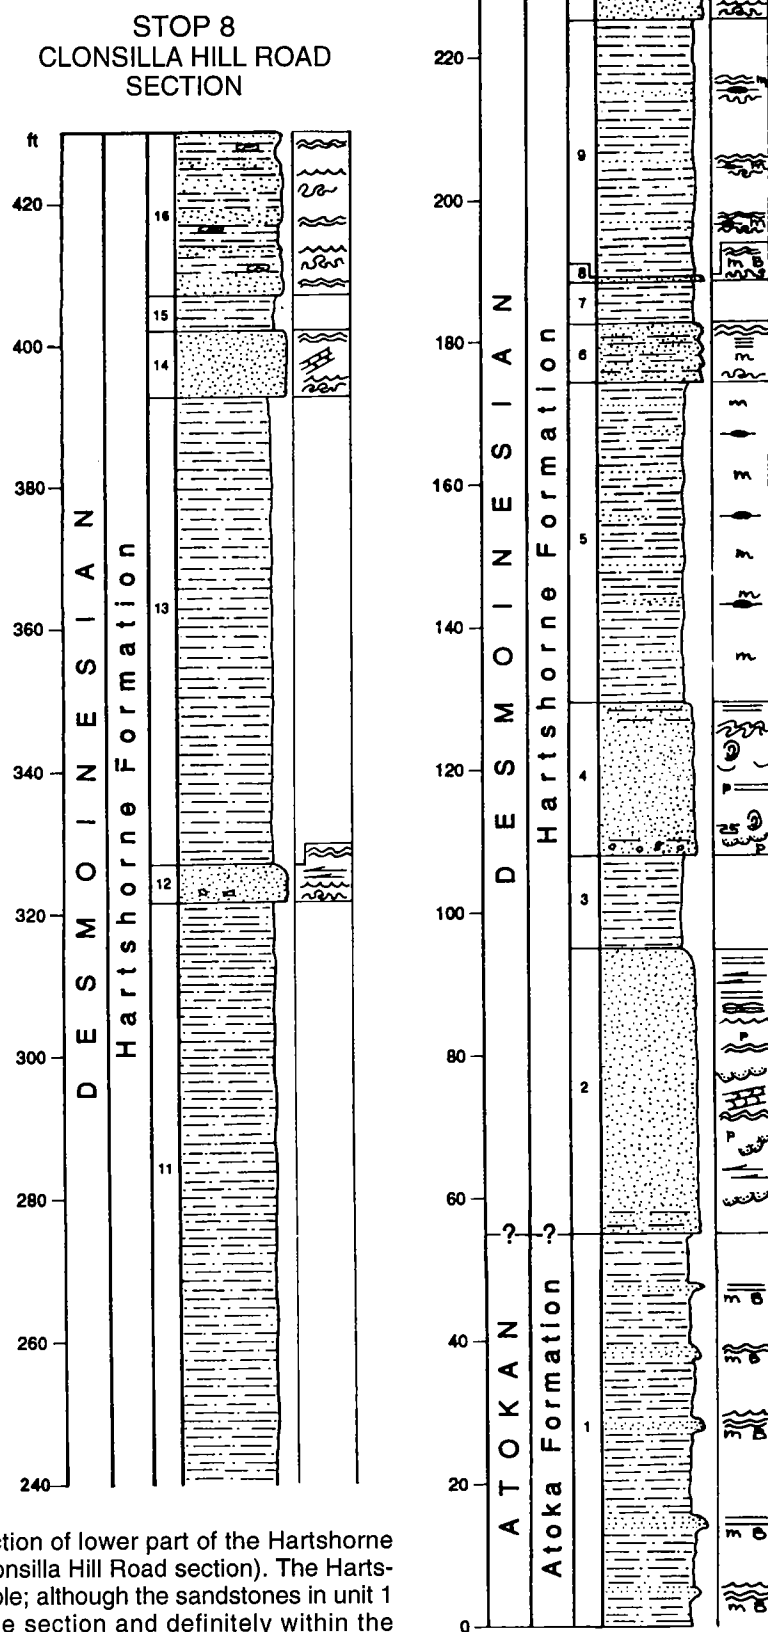 STOP 8
CLONSILLA HILL ROAD
SECTION
ft
420
400
380
360
340
320
300
280
260
240
DESMOINESIAN
Hartshorne Formation
16
15
14
13
12
11
220
200
180
160
140
120
100
80
60
40
20
0
DESMOINESIAN
Hartshorne Formation
-?- -?-
ATOKAN
Atoka Formation
9
8
7
6
5
4
3
2
1
m
m
m
m B
m
m
m
m
m
m
P
25
P
P
P
m B
m B
m B
m B
m B
ction of lower part of the Hartshorne
onsilla Hill Road section). The Harts-
ole; although the sandstones in unit 1
e section and definitely within the